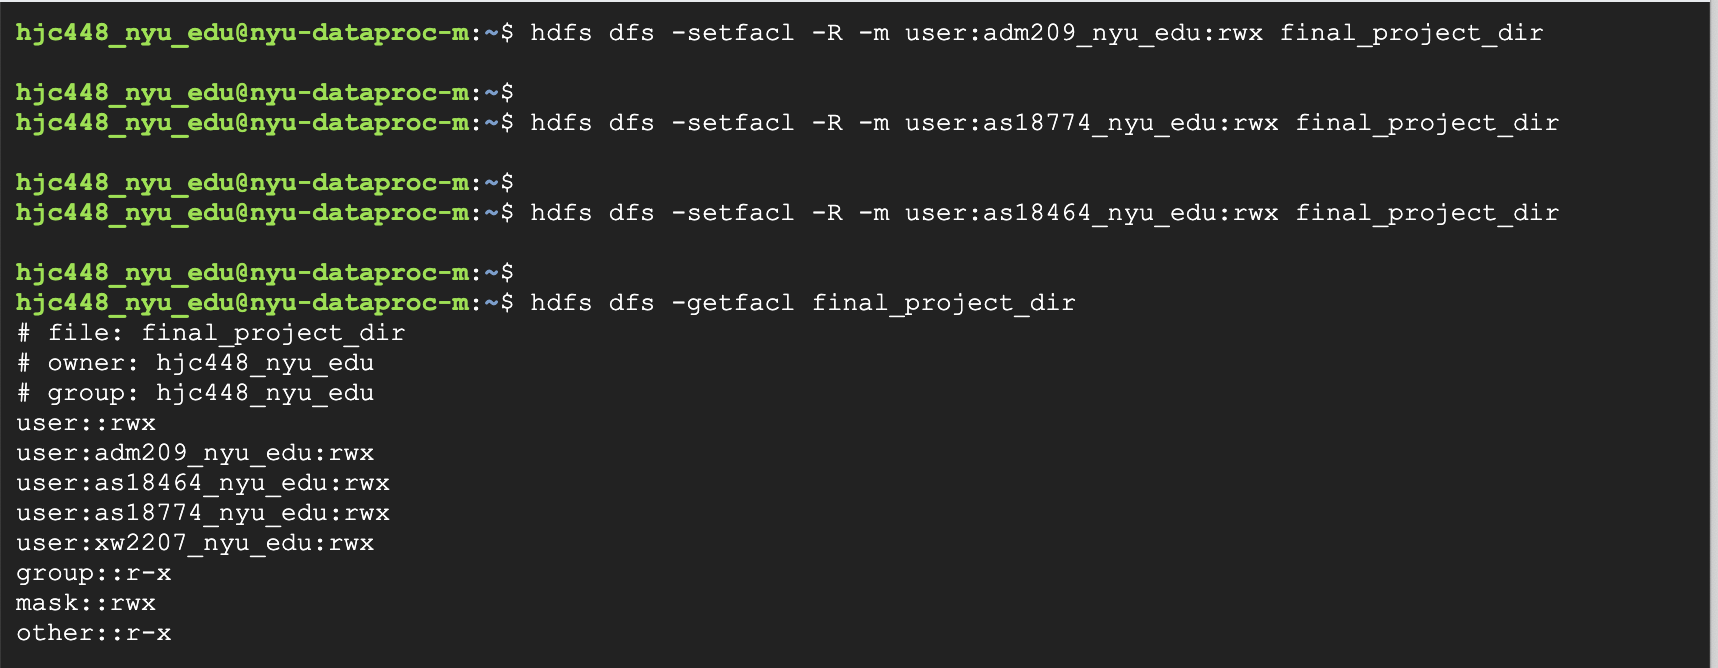 hjc448_nyu_edu@nyu-dataproc-m:~$ hdfs dfs -setfacl -R -m user:adm209_nyu_edu:rwx final_project_dir
hjc448_nyu_edu@nyu-dataproc-m:~$
hjc448_nyu_edu@nyu-dataproc-m:~$ hdfs dfs -setfacl -R -m user:as18774_nyu_edu:rwx final_project_dir
hjc448_nyu_edu@nyu-dataproc-m:~$
hjc448_nyu_edu@nyu-dataproc-m:~$ hdfs dfs -setfacl -R -m user:as18464_nyu_edu:rwx final_project_dir
hjc448_nyu_edu@nyu-dataproc-m:~$
hjc448_nyu_edu@nyu-dataproc-m:~$ hdfs dfs -getfacl final_project_dir
# file: final_project_dir
# owner: hjc448_nyu_edu
# group: hjc448_nyu_edu
user::rwx
user:adm209_nyu_edu:rwx
user:as18464_nyu_edu:rwx
user:as18774_nyu_edu:rwx
user:xw2207_nyu_edu:rwx
group::r-x
mask::rwx
other::r-x